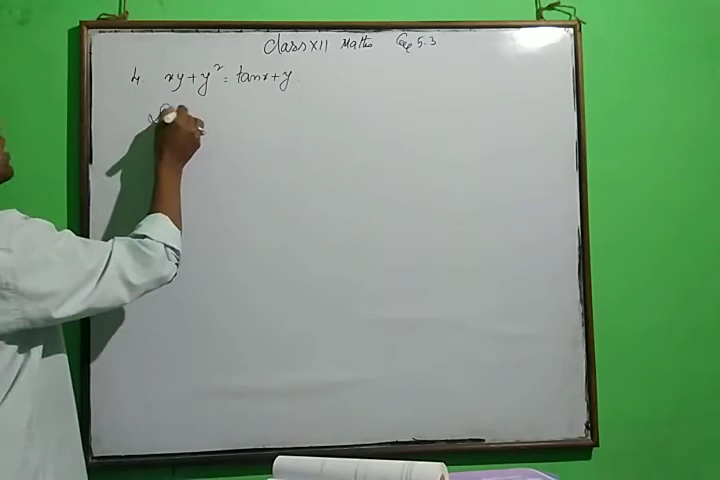 Class XII Maths Ex 5.3
4. xy + y² = tanx + y